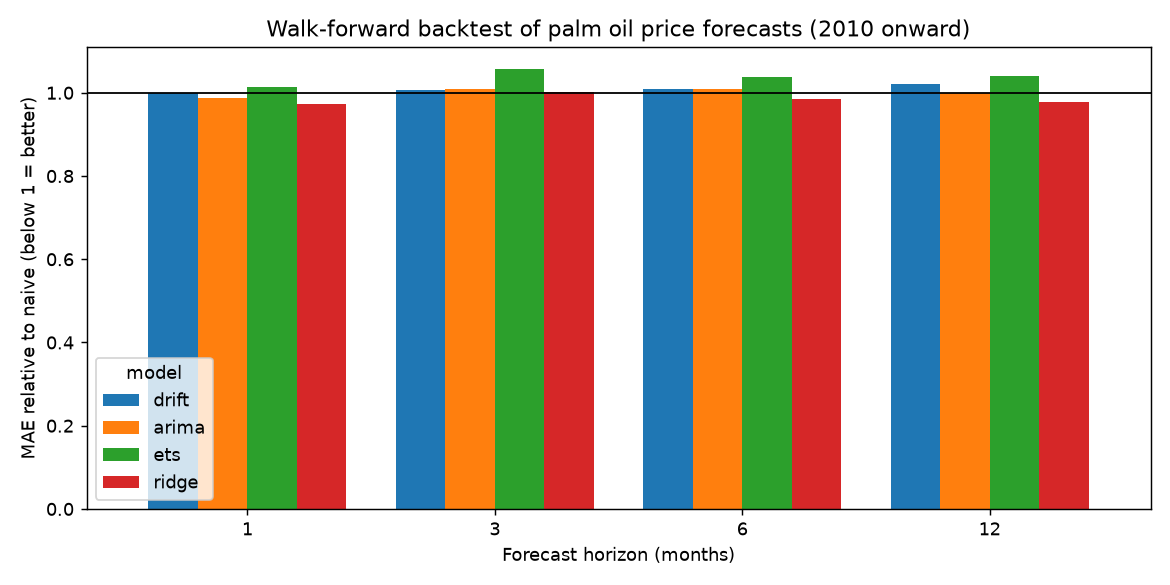 Walk-forward backtest of palm oil price forecasts (2010 onward)
MAE relative to naive (below 1 = better)
1.0
0.8
0.6
0.4
0.2
0.0
model
drift
arima
ets
ridge
1 3 6 12
Forecast horizon (months)